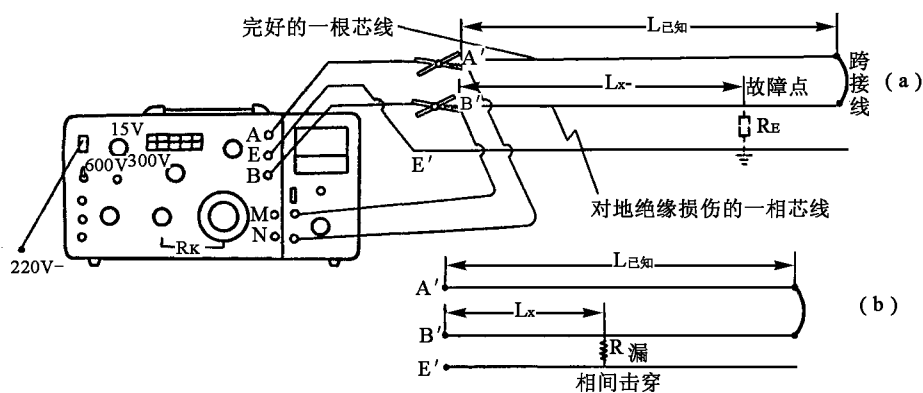 完好的一根芯线
L已知
A′
跨接线
(a)
Lx-
故障点
B′
RE
15V
A
E
B
600V
300V
E′
对地绝缘损伤的一相芯线
M
N
RK
220V-
L已知
A′
(b)
Lx
B′
R漏
E′
相间击穿